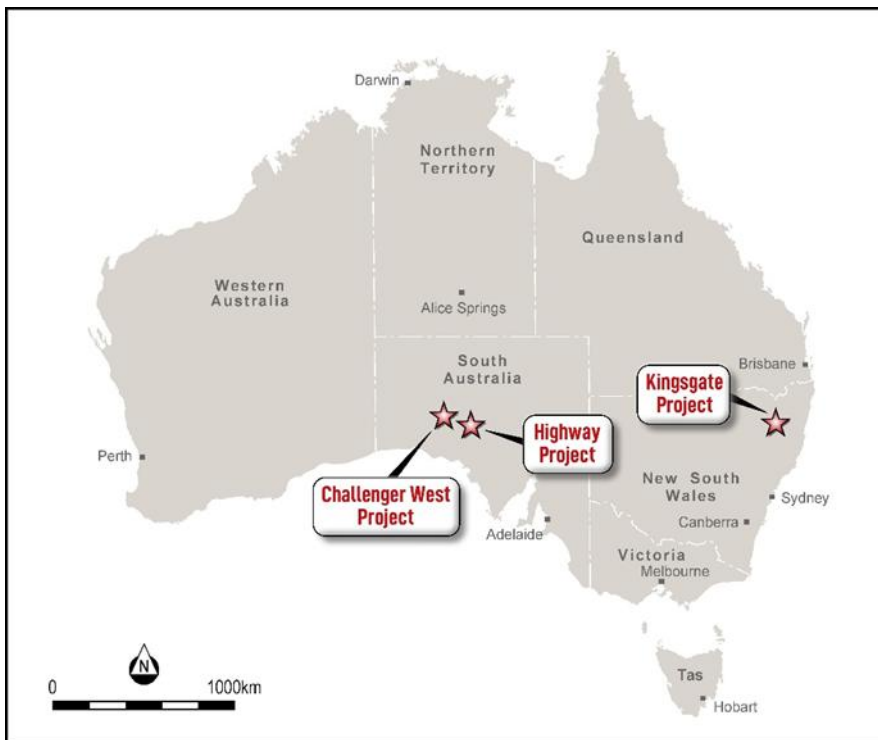 Darwin
Northern
Territory
Queensland
Western
Australia
Alice Springs
South
Australia
Brisbane
Kingsgate
Project
Highway
Project
Perth
Challenger West
Project
New South
Wales
Sydney
Canberra
Adelaide
Victoria
Melbourne
N
0 1000km
Tas
Hobart